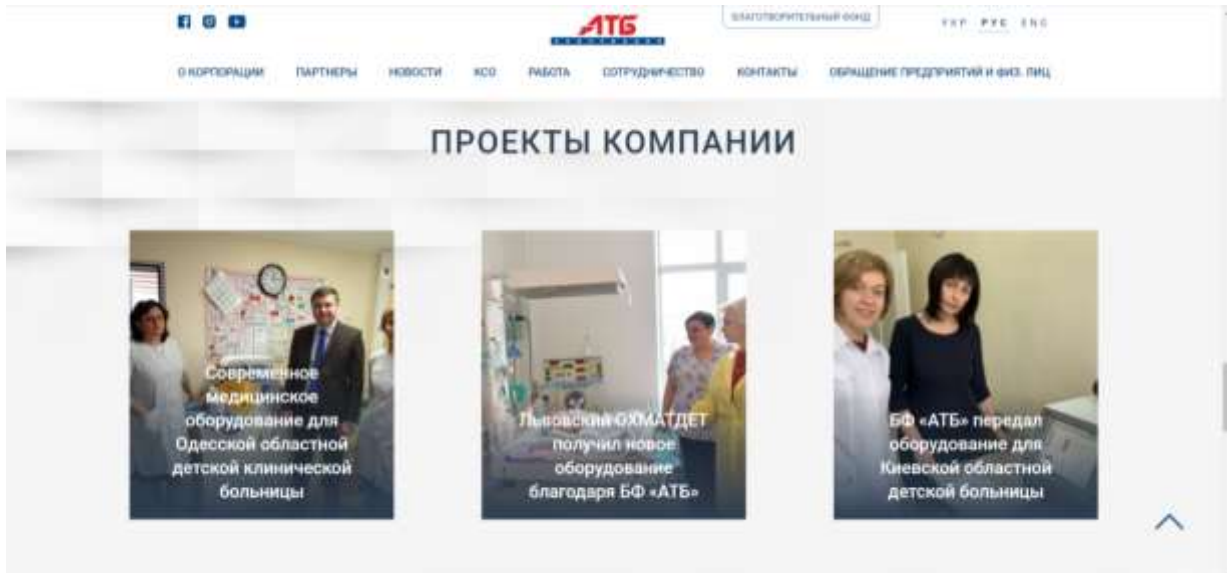 АТБ
КОРПОРАЦИЯ
БЛАГОТВОРИТЕЛЬНЫЙ ФОНД
УКР РУС ENG
О КОРПОРАЦИИ ПАРТНЕРЫ НОВОСТИ КСО РАБОТА СОТРУДНИЧЕСТВО КОНТАКТЫ ОБРАЩЕНИЕ ПРЕДПРИЯТИЙ И ФИЗ. ЛИЦ
ПРОЕКТЫ КОМПАНИИ
Современное
медицинское
оборудование для
Одесской областной
детской клинической
больницы
Львовский ОХМАТДЕТ
получил новое
оборудование
благодаря БФ «АТБ»
БФ «АТБ» передал
оборудование для
Киевской областной
детской больницы